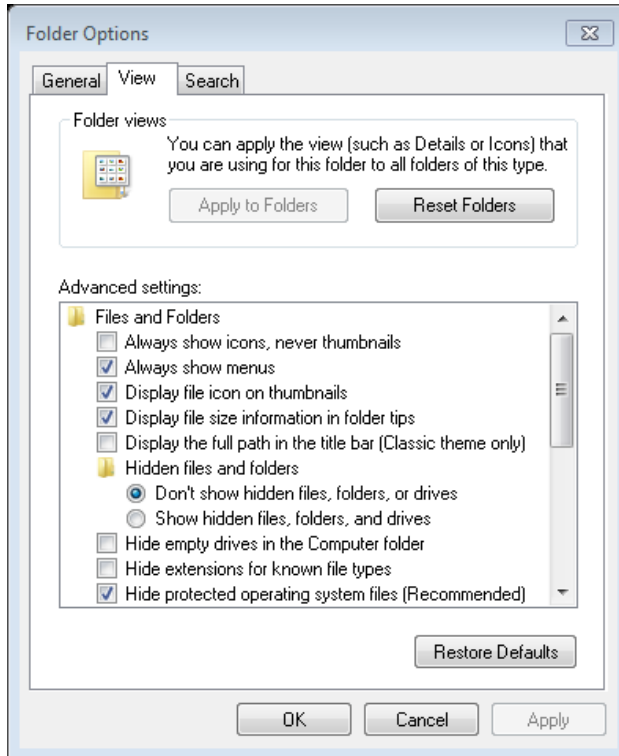 Folder Options
General View Search
Folder views
You can apply the view (such as Details or Icons) that
you are using for this folder to all folders of this type.
Apply to Folders Reset Folders
Advanced settings:
Files and Folders
Always show icons, never thumbnails
Always show menus
Display file icon on thumbnails
Display file size information in folder tips
Display the full path in the title bar (Classic theme only)
Hidden files and folders
Don't show hidden files, folders, or drives
Show hidden files, folders, and drives
Hide empty drives in the Computer folder
Hide extensions for known file types
Hide protected operating system files (Recommended)
Restore Defaults
OK Cancel Apply